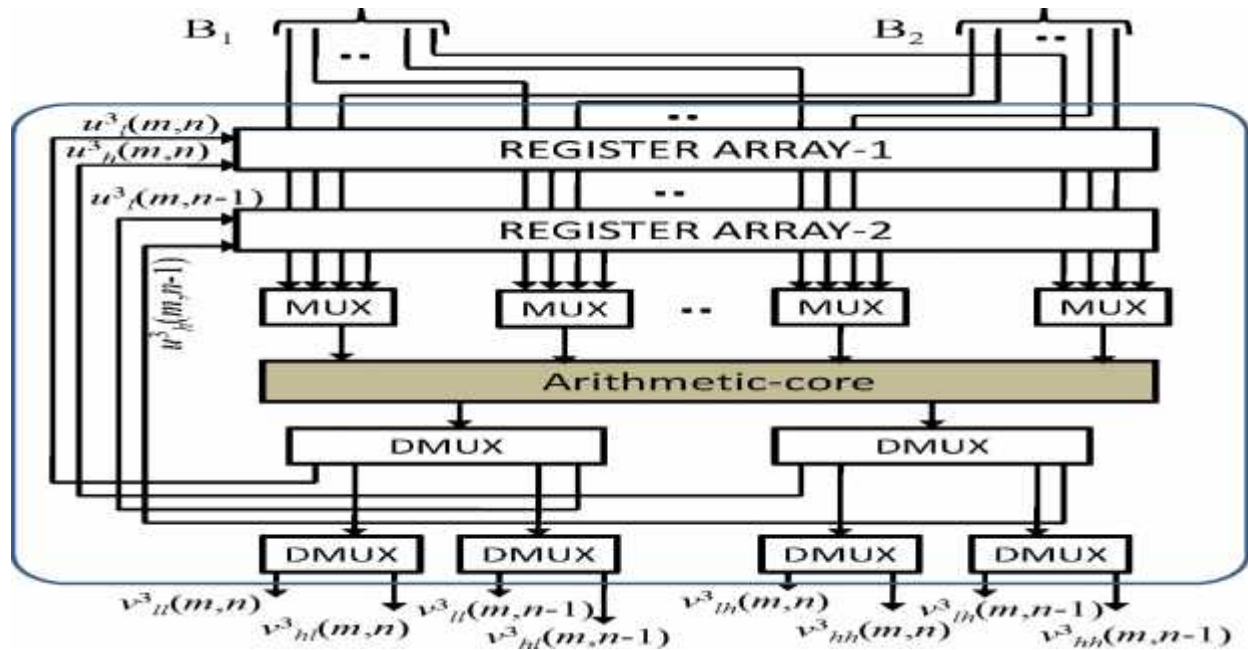 B₁ B₂
u³ₗ(m,n)
u³ₕ(m,n)
REGISTER ARRAY-1
u³ₗ(m,n-1)
REGISTER ARRAY-2
u³ₕ(m,n-1)
MUX MUX MUX MUX
Arithmetic-core
DMUX DMUX
DMUX DMUX DMUX DMUX
v³ₗₗ(m,n) v³ₗₗ(m,n-1) v³ₗₕ(m,n) v³ₗₕ(m,n-1)
v³ₕₗ(m,n) v³ₕₗ(m,n-1) v³ₕₕ(m,n) v³ₕₕ(m,n-1)